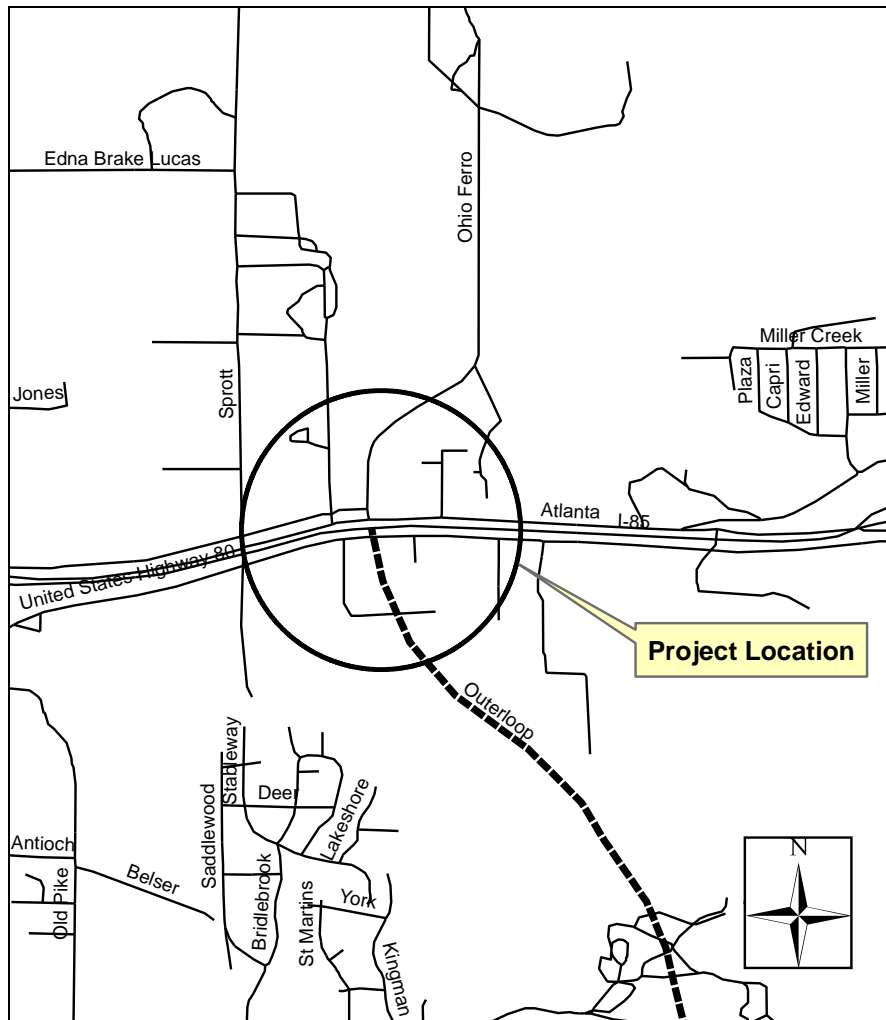 Edna Brake Lucas
Ohio Ferro
Miller Creek
Plaza
Capri
Edward
Miller
Jones
Sprott
Atlanta
I-85
United States Highway 80
Project Location
Outerloop
Stableway
Saddlewood
Deer
Lakeshore
Antioch
Old Pike
Belser
Bridlebrook
St Martins
York
Kingman
N